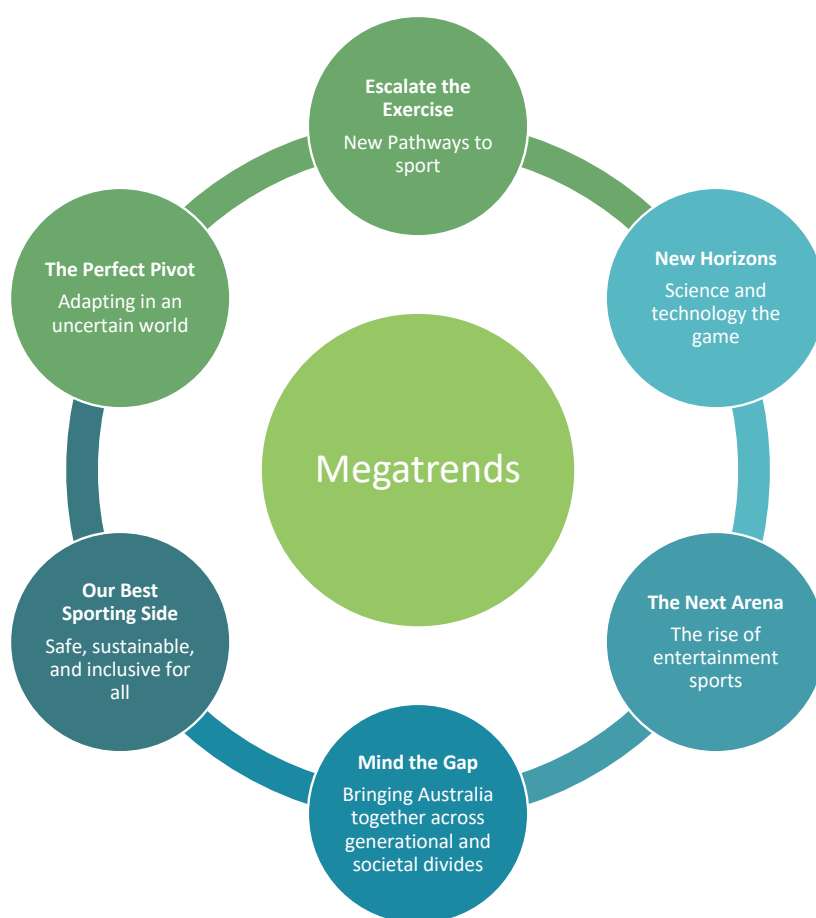 Escalate the
Exercise
New Pathways to
sport
New Horizons
Science and
technology the
game
The Next Arena
The rise of
entertainment
sports
Mind the Gap
Bringing Australia
together across
generational and
societal divides
Our Best
Sporting Side
Safe, sustainable,
and inclusive for
all
The Perfect Pivot
Adapting in an
uncertain world
Megatrends